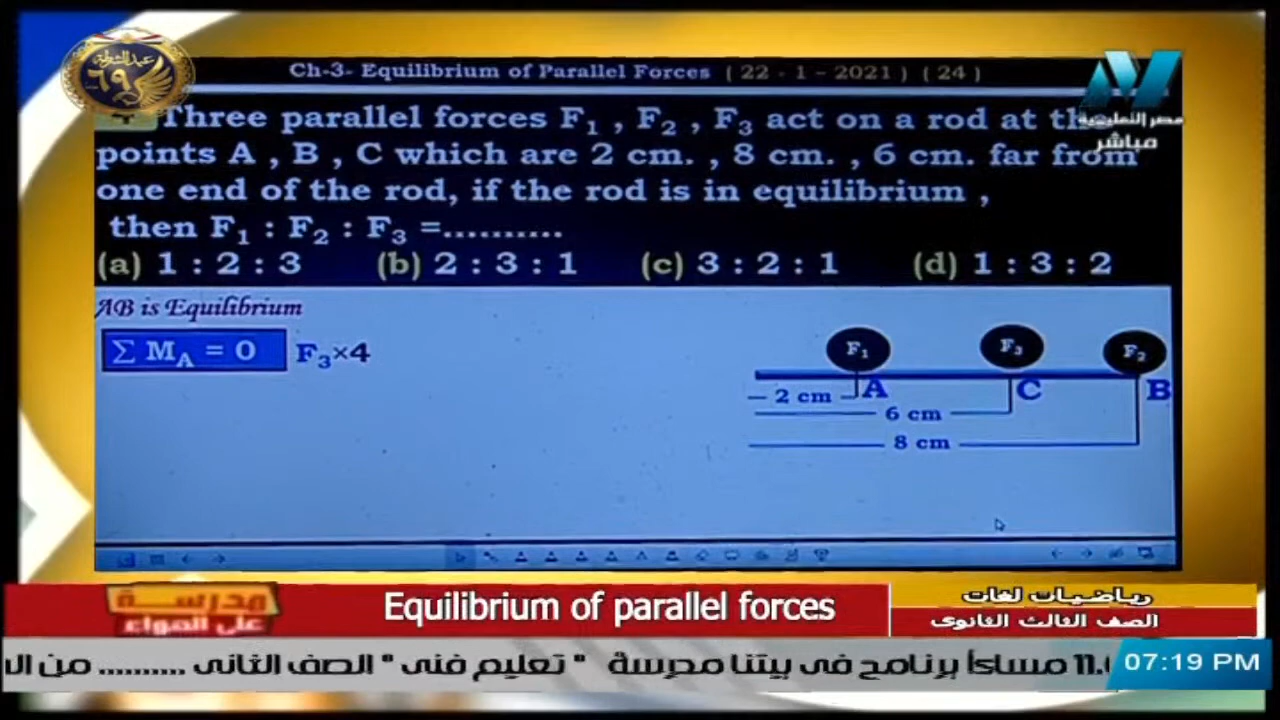 Ch-3- Equilibrium of Parallel Forces ( 22 - 1 - 2021 ) ( 24 )
مصر التعليمية
مباشر
Three parallel forces F₁ , F₂ , F₃ act on a rod at
points A , B , C which are 2 cm. , 8 cm. , 6 cm. far from
one end of the rod, if the rod is in equilibrium ,
then F₁ : F₂ : F₃ =..........
(a) 1 : 2 : 3 (b) 2 : 3 : 1 (c) 3 : 2 : 1 (d) 1 : 3 : 2
AB is Equilibrium
∑ M_A = 0 F₃×4
F₁ F₃ F₂
A C B
2 cm
6 cm
8 cm
مدرسة
على الهواء
Equilibrium of parallel forces
رياضيات لغات
الصف الثالث الثانوى
مساءاً برنامج فى بيتنا مدرسة " تعليم فنى " الصف الثانى .......... من
07:19 PM